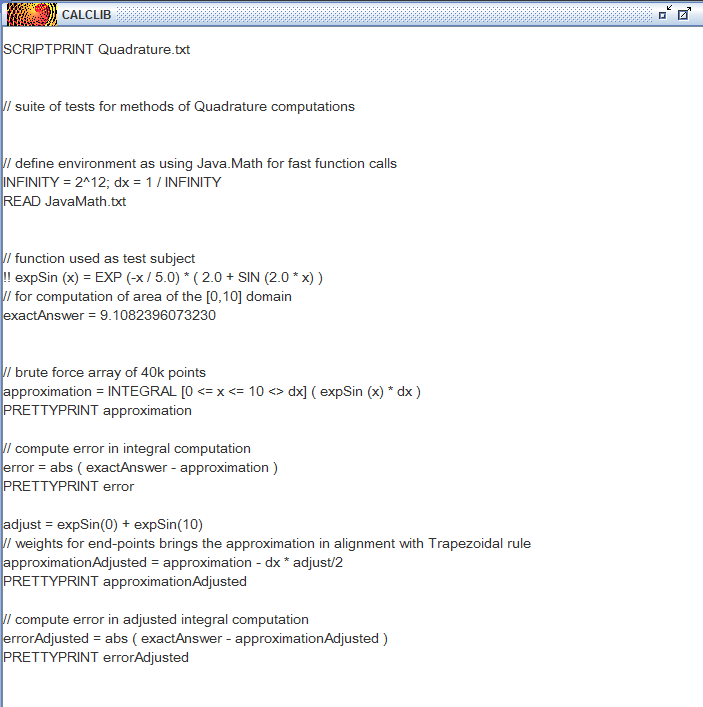 CALCLIB
SCRIPTPRINT Quadrature.txt
// suite of tests for methods of Quadrature computations
// define environment as using Java.Math for fast function calls
INFINITY = 2^12; dx = 1 / INFINITY
READ JavaMath.txt
// function used as test subject
!! expSin (x) = EXP (-x / 5.0) * ( 2.0 + SIN (2.0 * x) )
// for computation of area of the [0,10] domain
exactAnswer = 9.1082396073230
// brute force array of 40k points
approximation = INTEGRAL [0 <= x <= 10 <> dx] ( expSin (x) * dx )
PRETTYPRINT approximation
// compute error in integral computation
error = abs ( exactAnswer - approximation )
PRETTYPRINT error
adjust = expSin(0) + expSin(10)
// weights for end-points brings the approximation in alignment with Trapezoidal rule
approximationAdjusted = approximation - dx * adjust/2
PRETTYPRINT approximationAdjusted
// compute error in adjusted integral computation
errorAdjusted = abs ( exactAnswer - approximationAdjusted )
PRETTYPRINT errorAdjusted